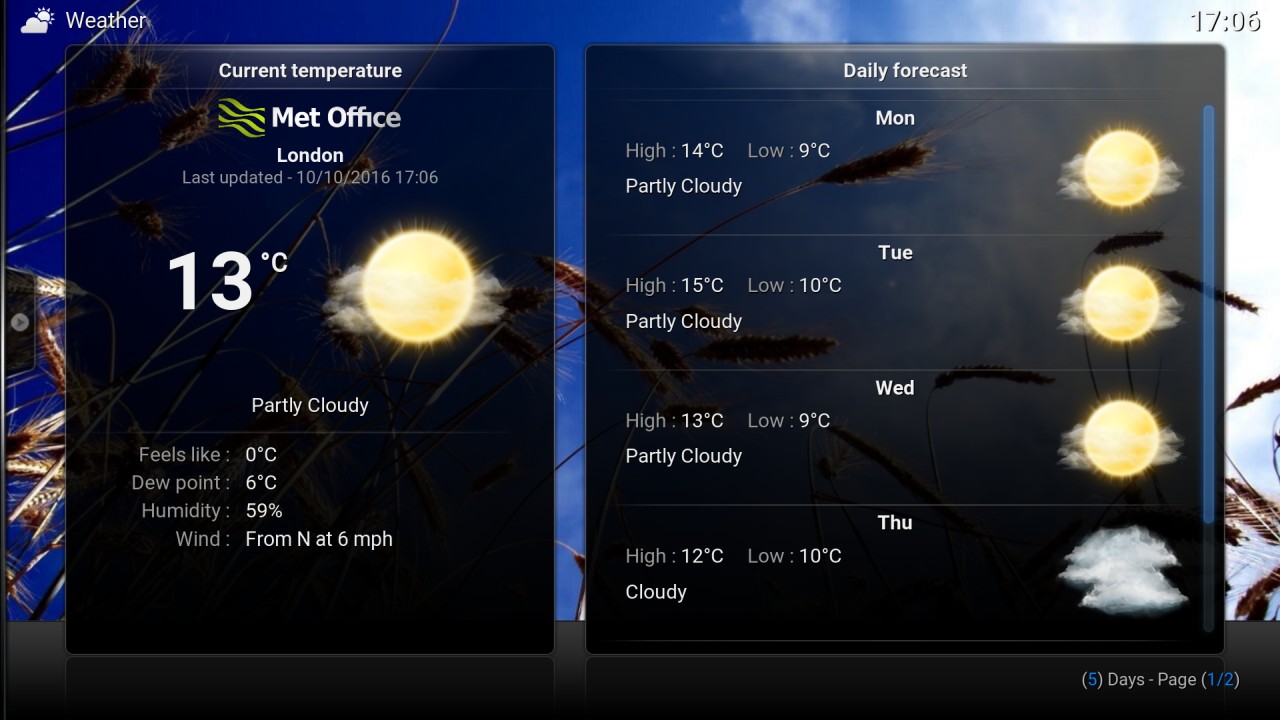 Weather
17:06
Current temperature
Met Office
London
Last updated - 10/10/2016 17:06
13 °C
Partly Cloudy
Feels like : 0°C
Dew point : 6°C
Humidity : 59%
Wind : From N at 6 mph
Daily forecast
Mon
High : 14°C Low : 9°C
Partly Cloudy
Tue
High : 15°C Low : 10°C
Partly Cloudy
Wed
High : 13°C Low : 9°C
Partly Cloudy
Thu
High : 12°C Low : 10°C
Cloudy
(5) Days - Page (1/2)